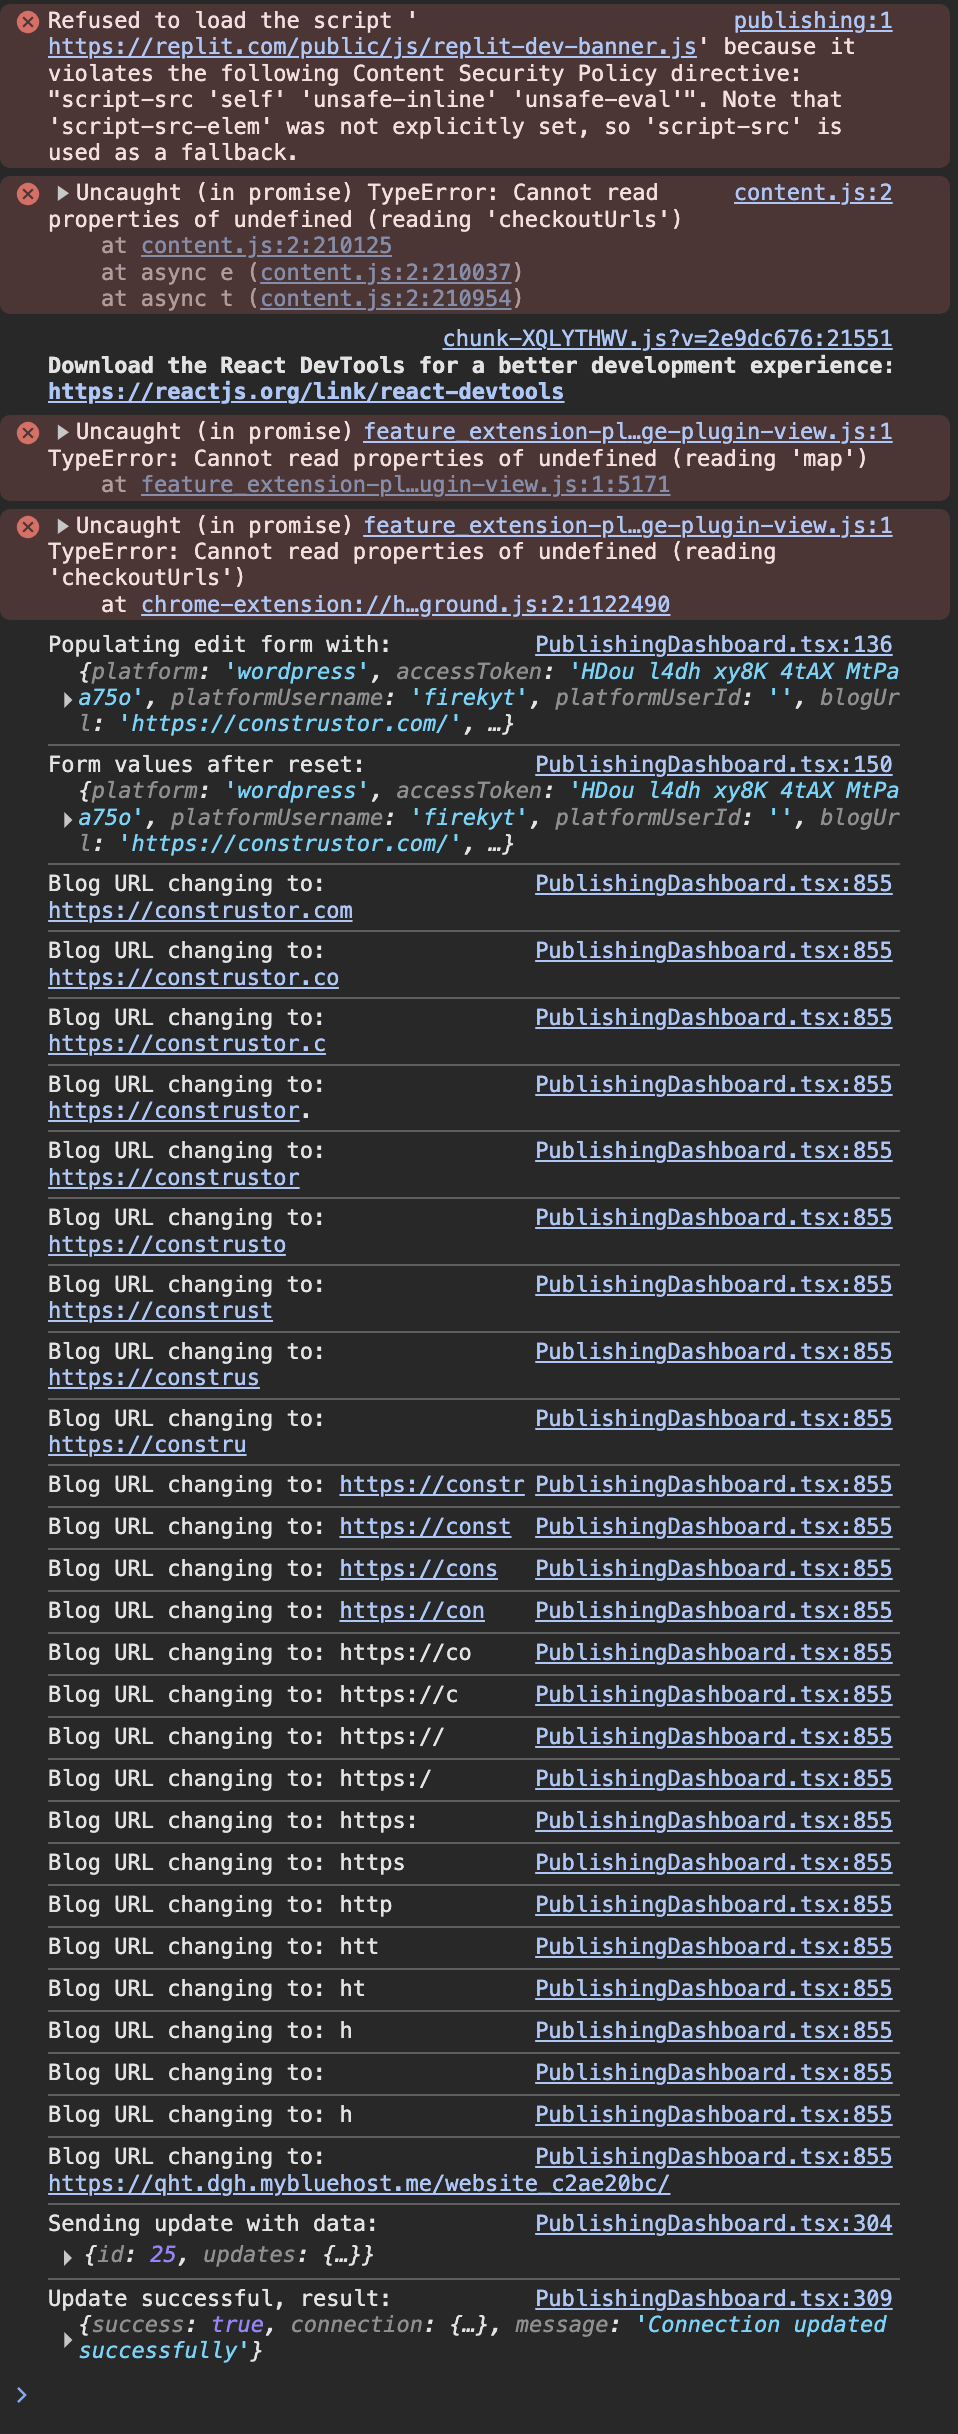 Refused to load the script ' publishing:1
https://replit.com/public/js/replit-dev-banner.js' because it
violates the following Content Security Policy directive:
"script-src 'self' 'unsafe-inline' 'unsafe-eval'". Note that
'script-src-elem' was not explicitly set, so 'script-src' is
used as a fallback.
Uncaught (in promise) TypeError: Cannot read content.js:2
properties of undefined (reading 'checkoutUrls')
at content.js:2:210125
at async e (content.js:2:210037)
at async t (content.js:2:210954)
chunk-XQLYTHWV.js?v=2e9dc676:21551
Download the React DevTools for a better development experience:
https://reactjs.org/link/react-devtools
Uncaught (in promise) feature_extension-pl…ge-plugin-view.js:1
TypeError: Cannot read properties of undefined (reading 'map')
at feature_extension-pl…ugin-view.js:1:5171
Uncaught (in promise) feature_extension-pl…ge-plugin-view.js:1
TypeError: Cannot read properties of undefined (reading
'checkoutUrls')
at chrome-extension://h…ground.js:2:1122490
Populating edit form with: PublishingDashboard.tsx:136
{platform: 'wordpress', accessToken: 'HDou l4dh xy8K 4tAX MtPa
a75o', platformUsername: 'firekyt', platformUserId: '', blogUr
l: 'https://construstor.com/', …}
Form values after reset: PublishingDashboard.tsx:150
{platform: 'wordpress', accessToken: 'HDou l4dh xy8K 4tAX MtPa
a75o', platformUsername: 'firekyt', platformUserId: '', blogUr
l: 'https://construstor.com/', …}
Blog URL changing to: PublishingDashboard.tsx:855
https://construstor.com
Blog URL changing to: PublishingDashboard.tsx:855
https://construstor.co
Blog URL changing to: PublishingDashboard.tsx:855
https://construstor.c
Blog URL changing to: PublishingDashboard.tsx:855
https://construstor.
Blog URL changing to: PublishingDashboard.tsx:855
https://construstor
Blog URL changing to: PublishingDashboard.tsx:855
https://construsto
Blog URL changing to: PublishingDashboard.tsx:855
https://construst
Blog URL changing to: PublishingDashboard.tsx:855
https://construs
Blog URL changing to: PublishingDashboard.tsx:855
https://constru
Blog URL changing to: https://constr PublishingDashboard.tsx:855
Blog URL changing to: https://const PublishingDashboard.tsx:855
Blog URL changing to: https://cons PublishingDashboard.tsx:855
Blog URL changing to: https://con PublishingDashboard.tsx:855
Blog URL changing to: https://co PublishingDashboard.tsx:855
Blog URL changing to: https://c PublishingDashboard.tsx:855
Blog URL changing to: https:// PublishingDashboard.tsx:855
Blog URL changing to: https:/ PublishingDashboard.tsx:855
Blog URL changing to: https: PublishingDashboard.tsx:855
Blog URL changing to: https PublishingDashboard.tsx:855
Blog URL changing to: http PublishingDashboard.tsx:855
Blog URL changing to: htt PublishingDashboard.tsx:855
Blog URL changing to: ht PublishingDashboard.tsx:855
Blog URL changing to: h PublishingDashboard.tsx:855
Blog URL changing to: PublishingDashboard.tsx:855
Blog URL changing to: h PublishingDashboard.tsx:855
Blog URL changing to: PublishingDashboard.tsx:855
https://qht.dgh.mybluehost.me/website_c2ae20bc/
Sending update with data: PublishingDashboard.tsx:304
{id: 25, updates: {…}}
Update successful, result: PublishingDashboard.tsx:309
{success: true, connection: {…}, message: 'Connection updated
successfully'}